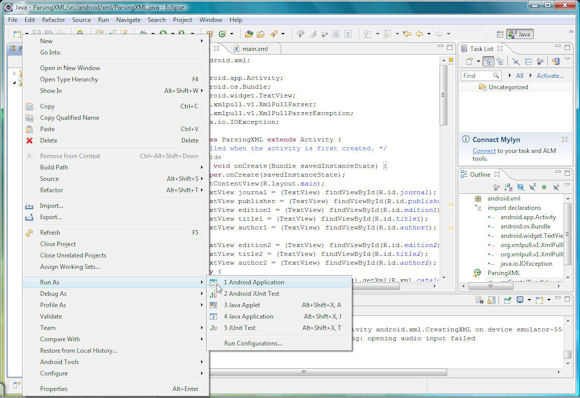 Java - ParsingXML/src/android/xml/ParsingXML.java - Eclipse
File Edit Run Source Navigate Search Project Refactor Window Help
Java
New
Go Into
Open in New Window
Open Type Hierarchy F4
Show In Alt+Shift+W
Copy Ctrl+C
Copy Qualified Name
Paste Ctrl+V
Delete Delete
Remove from Context Ctrl+Alt+Shift+Down
Build Path
Source Alt+Shift+S
Refactor Alt+Shift+T
Import...
Export...
Refresh F5
Close Project
Close Unrelated Projects
Assign Working Sets...
Run As
Debug As
Profile As
Validate
Team
Compare With
Restore from Local History...
Android Tools
Configure
Properties Alt+Enter
1 Android Application
2 Android JUnit Test
3 Java Applet Alt+Shift+X, A
4 Java Application Alt+Shift+X, J
5 JUnit Test Alt+Shift+X, T
Run Configurations...
main.xml
droid.xml;
droid.app.Activity;
droid.os.Bundle;
droid.widget.TextView;
.xmlpull.v1.XmlPullParser;
.xmlpull.v1.XmlPullParserException;
a.io.IOException;
ss ParsingXML extends Activity {
lled when the activity is first created. */
ide
void onCreate(Bundle savedInstanceState) {
per.onCreate(savedInstanceState);
tContentView(R.layout.main);
xtView journal = (TextView) findViewById(R.id.journal);
xtView publisher = (TextView) findViewById(R.id.publishe
xtView edition1 = (TextView) findViewById(R.id.edition1)
xtView title1 = (TextView) findViewById(R.id.title1);
xtView author1 = (TextView) findViewById(R.id.author1);
xtView edition2 = (TextView) findViewById(R.id.edition2)
xtView title2 = (TextView) findViewById(R.id.title2);
xtView author2 = (TextView) findViewById(R.id.author2);
y {
Task List
All
Activate...
Uncategorized
Connect Mylyn
Connect to your task and ALM
tools.
Outline
android.xml
import declarations
android.app.Activity
android.os.Bundle
android.widget.TextVi
org.xmlpull.v1.XmlPull
org.xmlpull.v1.XmlPull
java.io.IOException
ParsingXML
tivity android.xml.CreatingXML on device emulator-55
ing: opening audio input failed